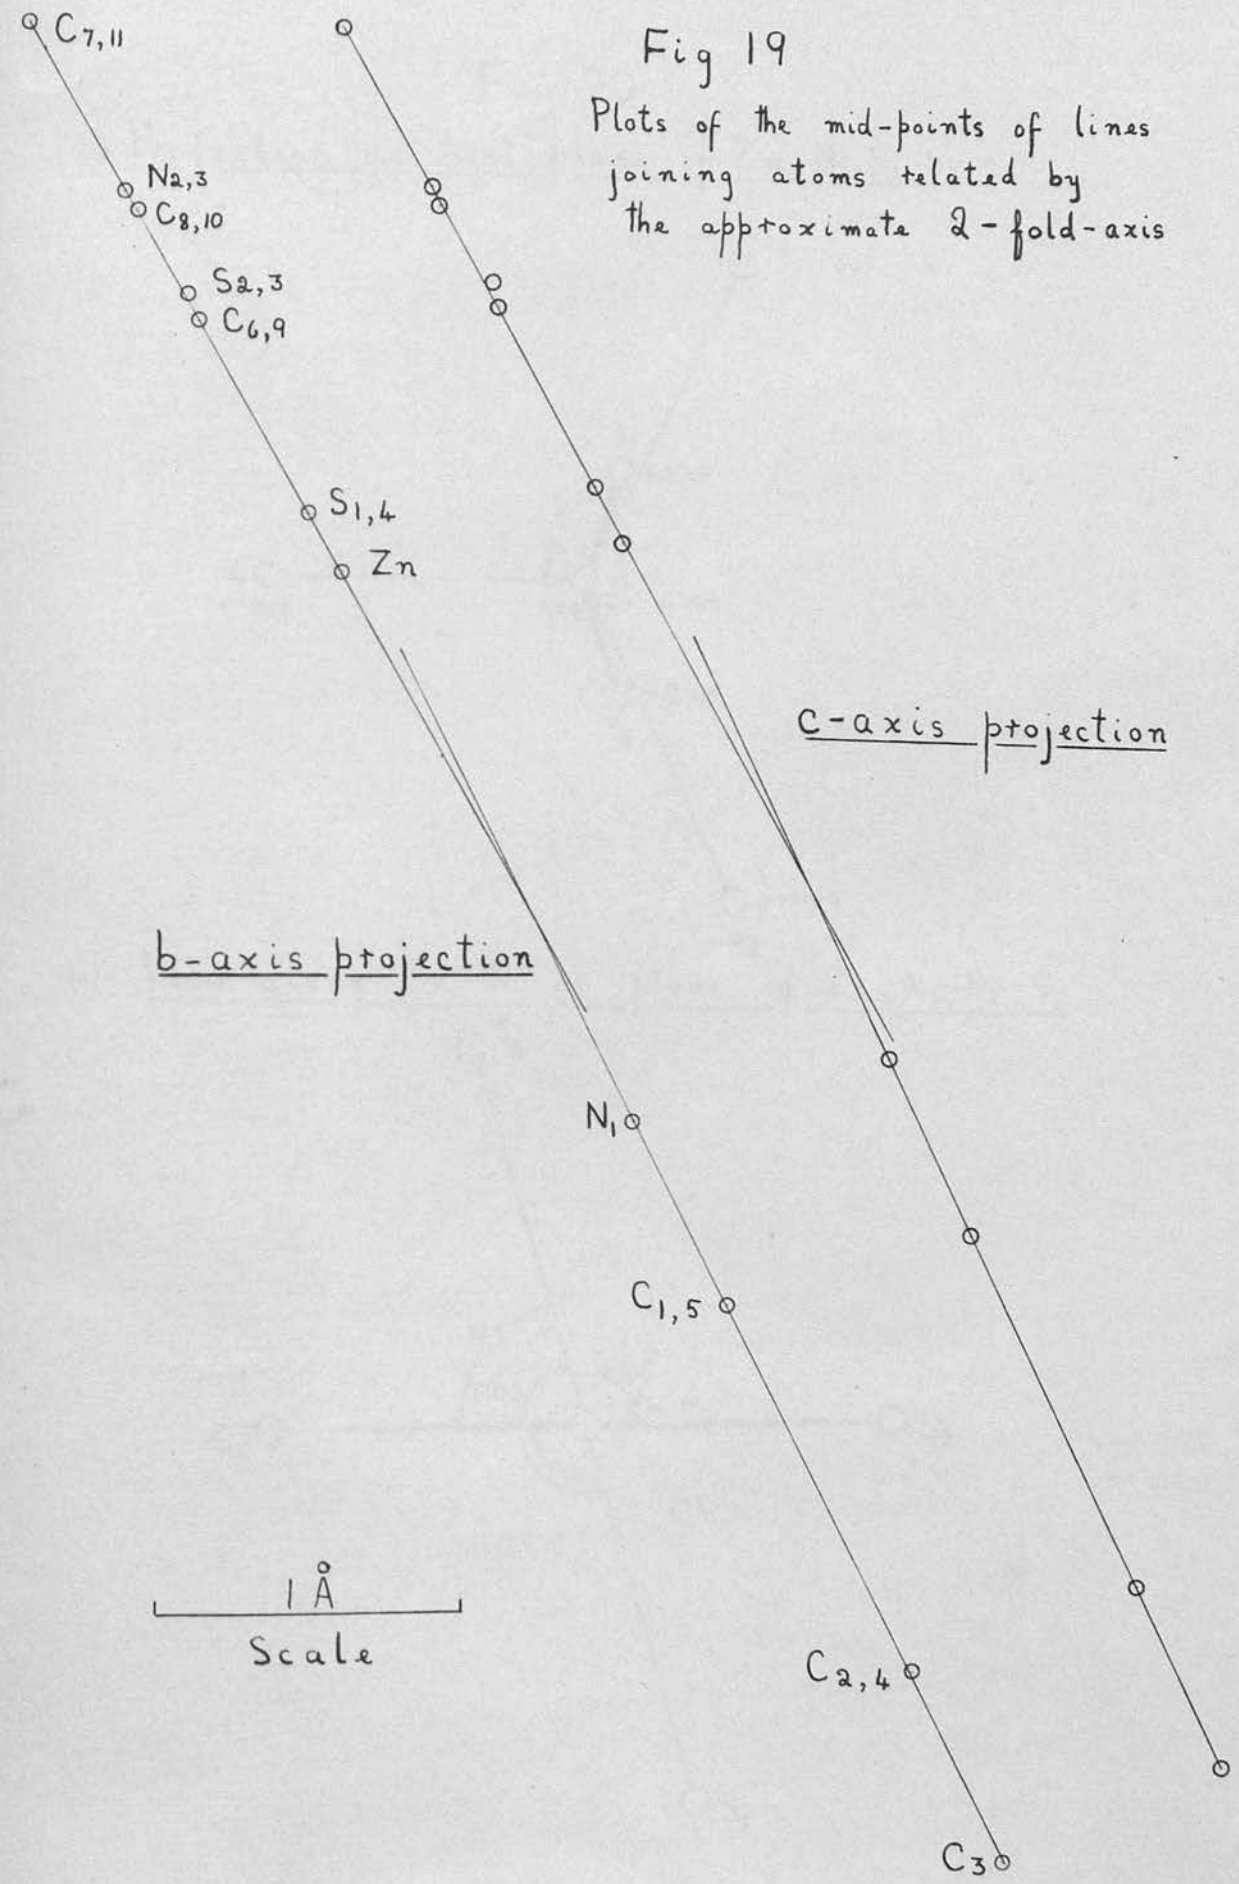 Fig 19
Plots of the mid-points of lines
joining atoms related by
the approximate 2-fold-axis
C7,11
N2,3
C8,10
S2,3
C6,9
S1,4
Zn
c-axis projection
b-axis projection
N1
C1,5
1 Å
Scale
C2,4
C3